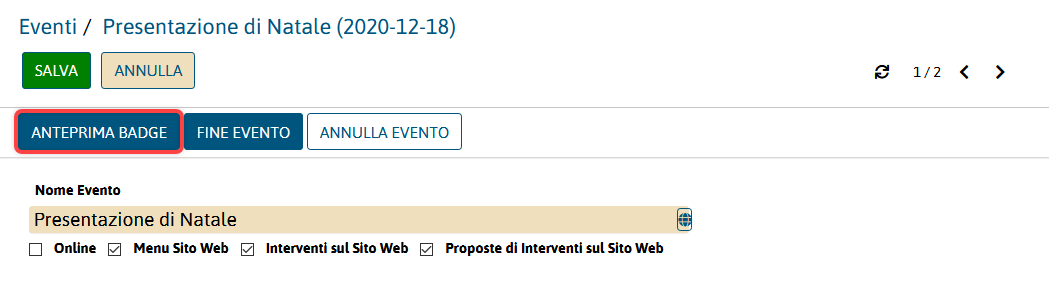 Eventi / Presentazione di Natale (2020-12-18)
SALVA ANNULLA 1 / 2
ANTEPRIMA BADGE FINE EVENTO ANNULLA EVENTO
Nome Evento
Presentazione di Natale
Online Menu Sito Web Interventi sul Sito Web Proposte di Interventi sul Sito Web